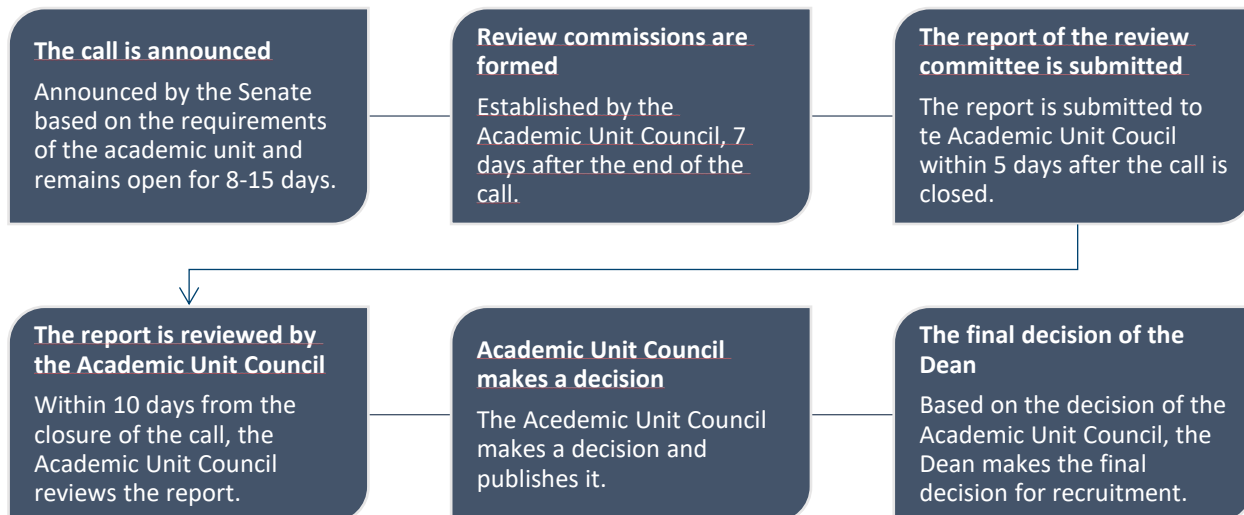 The call is announced
Announced by the Senate
based on the requirements
of the academic unit and
remains open for 8-15 days.
Review commissions are
formed
Established by the
Academic Unit Council, 7
days after the end of the
call.
The report of the review
committee is submitted
The report is submitted to
te Academic Unit Coucil
within 5 days after the call is
closed.
The report is reviewed by
the Academic Unit Council
Within 10 days from the
closure of the call, the
Academic Unit Council
reviews the report.
Academic Unit Council
makes a decision
The Acedemic Unit Council
makes a decision and
publishes it.
The final decision of the
Dean
Based on the decision of the
Academic Unit Council, the
Dean makes the final
decision for recruitment.